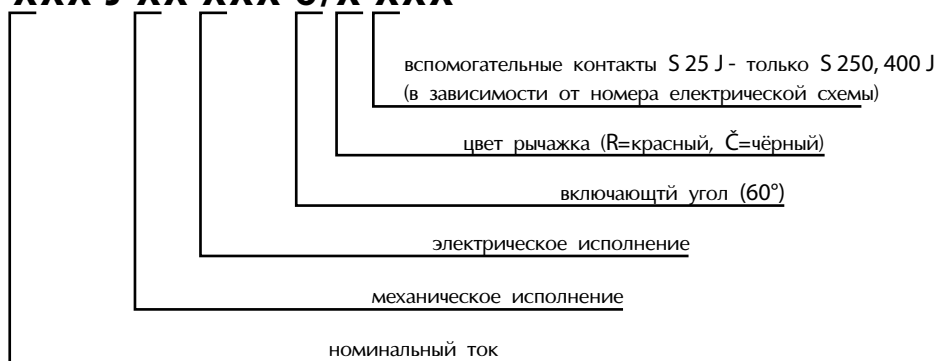 вспомогательные контакты S 25 J - только S 250, 400 J
(в зависимости от номера електрической схемы)
цвет рычажка (R=красный, Č=чёрный)
включающтй угол (60°)
электрическое исполнение
механическое исполнение
номинальный ток